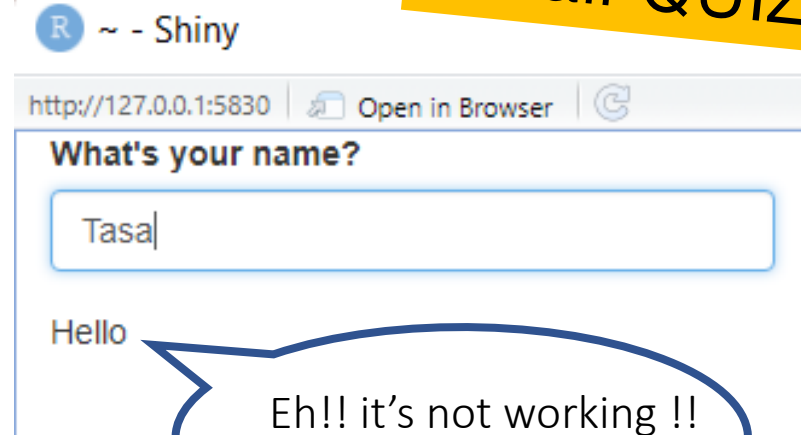 QUIZ
R ~ - Shiny
http://127.0.0.1:5830 Open in Browser
What's your name?
Tasa
Hello
Eh!! it's not working !!